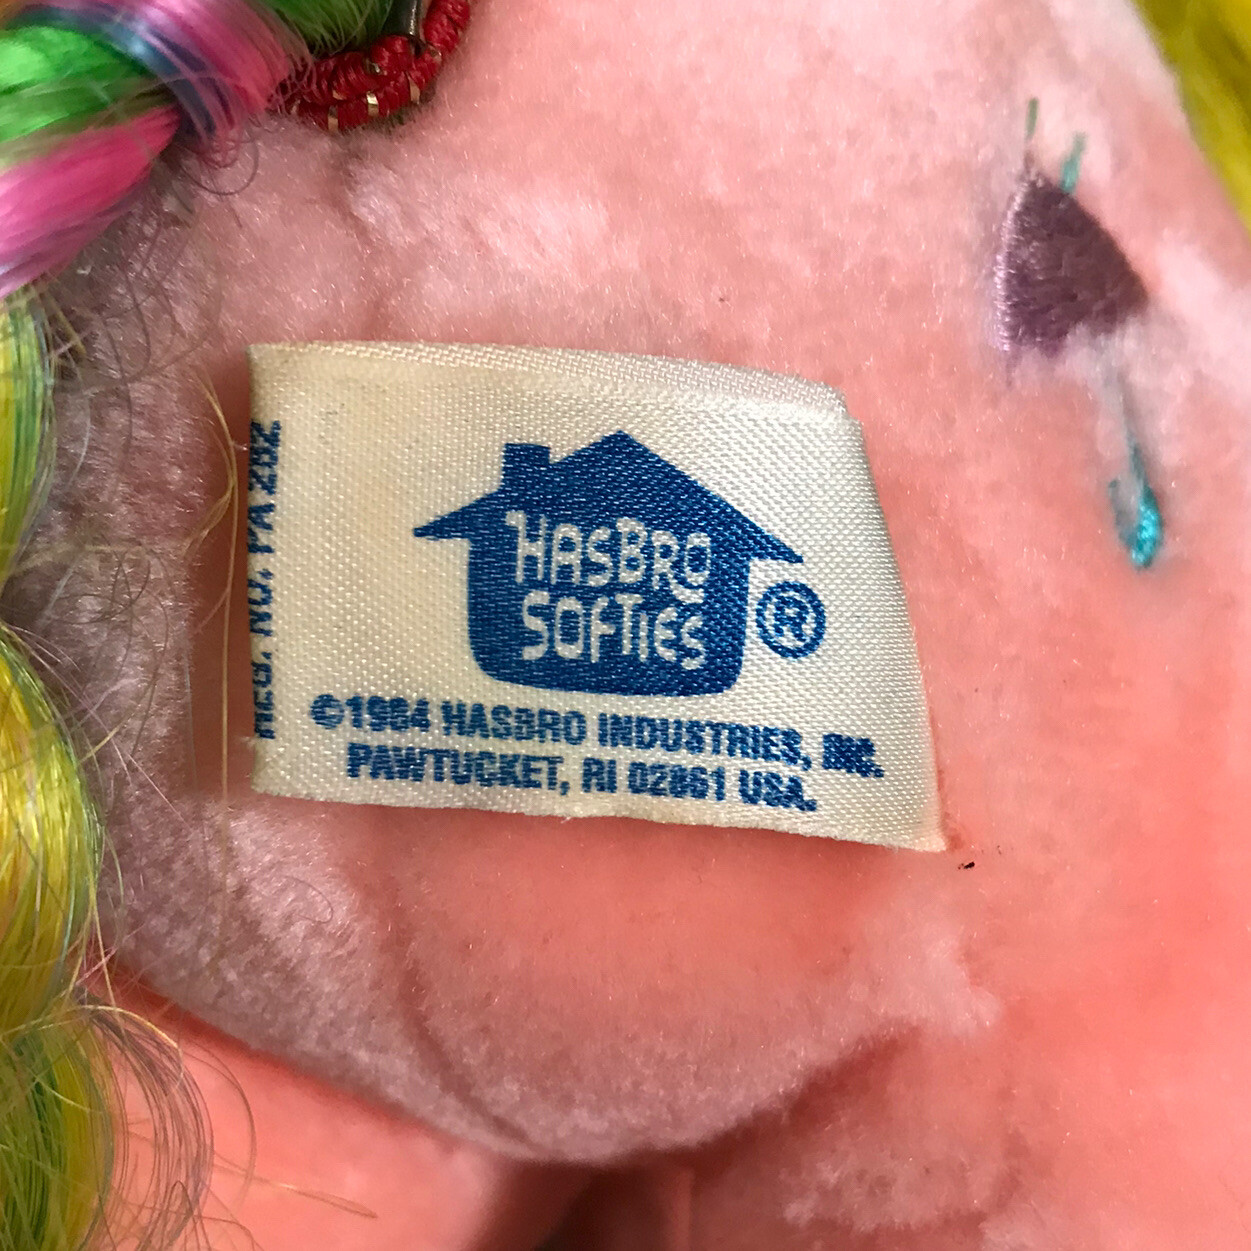 HASBRO
SOFTIES
®
©1984 HASBRO INDUSTRIES, INC.
PAWTUCKET, RI 02861 USA.
REG. NO. PA 282